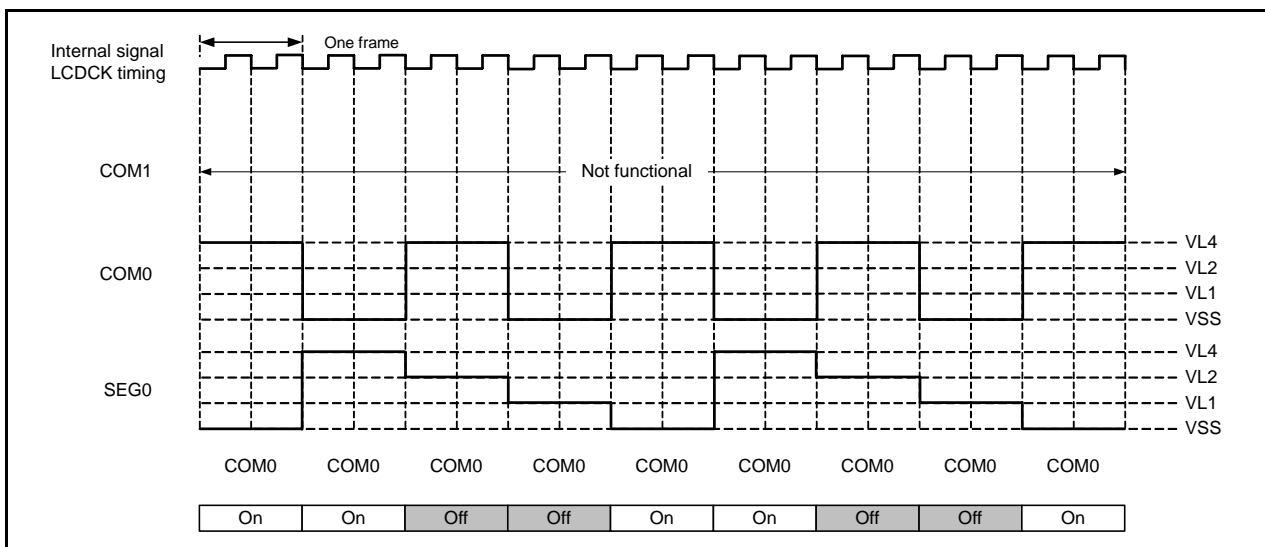 Internal signal
LCDCK timing
One frame
COM1
Not functional
COM0
VL4
VL2
VL1
VSS
SEG0
VL4
VL2
VL1
VSS
COM0 COM0 COM0 COM0 COM0 COM0 COM0 COM0 COM0
On On Off Off On On Off Off On